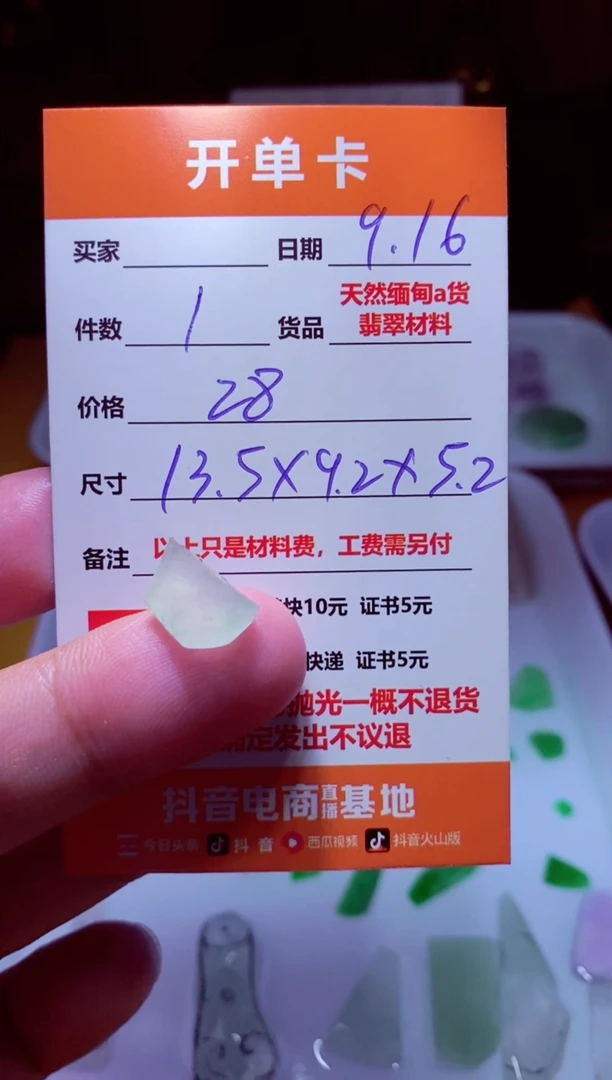 开单卡
买家 日期 9.16
件数 1 货品 天然缅甸a货
翡翠材料
价格 28
尺寸 13.5X9.2X5.2
备注 以上只是材料费，工费需另付
快10元 证书5元
快递 证书5元
抛光一概不退货
定发出不议退
抖音电商直播基地
今日头条 抖音 西瓜视频 抖音火山版